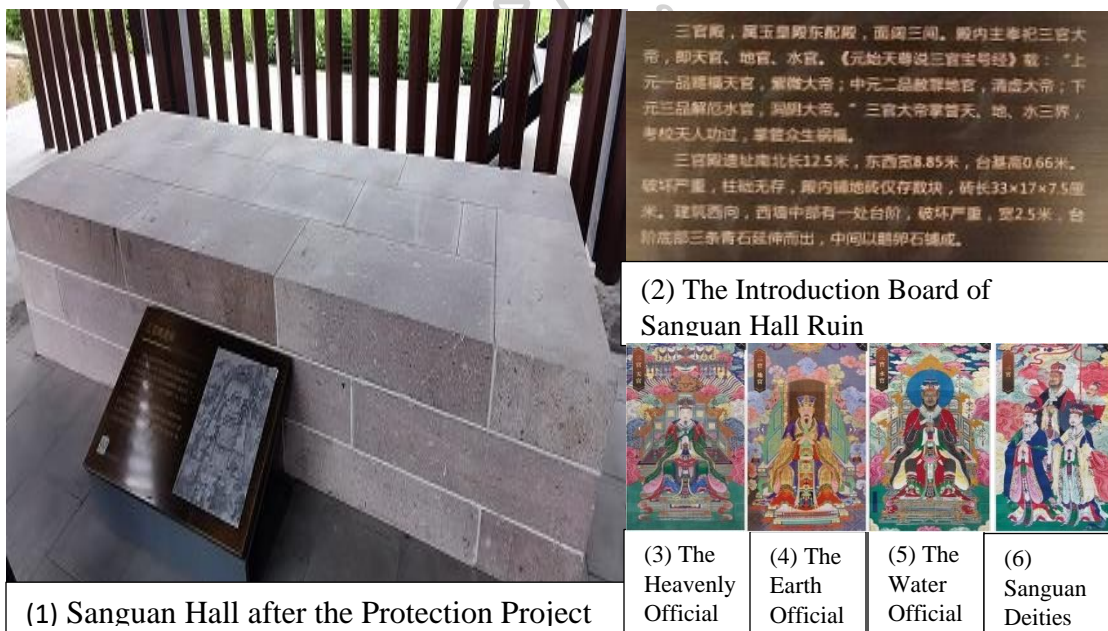 三官殿，属玉皇殿东配殿，面阔三间。殿内主奉祀三官大
帝，即天官、地官、水官。《元始天尊说三官宝号经》载：“上
元一品赐福天官，紫微大帝；中元二品赦罪地官，清虚大帝；下
元三品解厄水官，洞阴大帝。”三官大帝掌管天、地、水三界，
考校天人功过，掌管众生祸福。
三官殿遗址南北长12.5米，东西宽8.85米，台基高0.66米。
破坏严重，柱础无存，殿内铺地砖仅存数块，砖长33×17×7.5厘
米。建筑西向，西墙中部有一处台阶，破坏严重，宽2.5米，台
阶底部三条青石延伸而出，中间以鹅卵石铺成。
(2) The Introduction Board of
Sanguan Hall Ruin
(3) The
Heavenly
Official
(4) The
Earth
Official
(5) The
Water
Official
(6)
Sanguan
Deities
(1) Sanguan Hall after the Protection Project